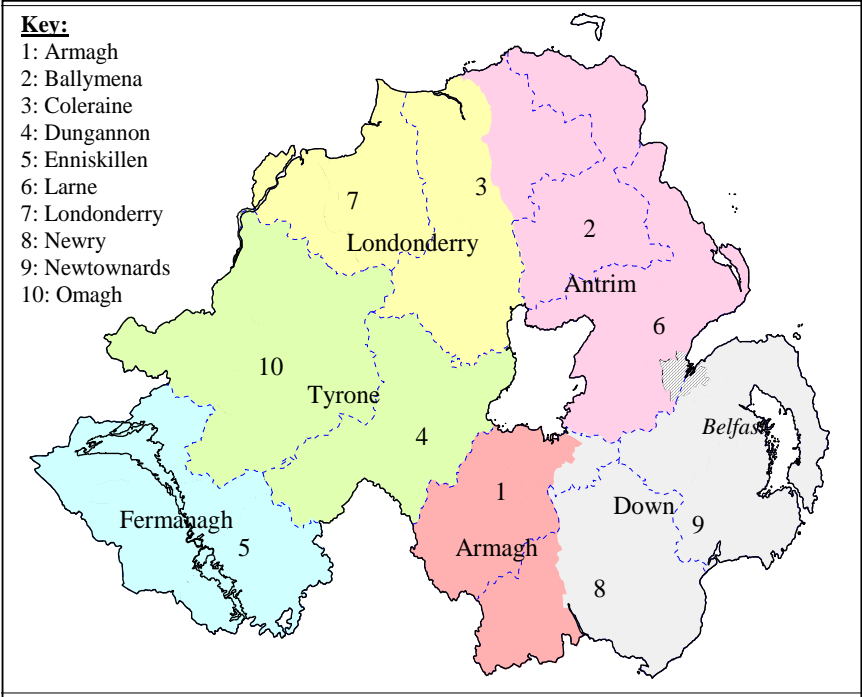 Key:
1: Armagh
2: Ballymena
3: Coleraine
4: Dungannon
5: Enniskillen
6: Larne
7: Londonderry
8: Newry
9: Newtownards
10: Omagh
3
7
2
Londonderry
Antrim
6
10
Tyrone
4
Belfast
1
Down
Fermanagh
9
5
Armagh
8